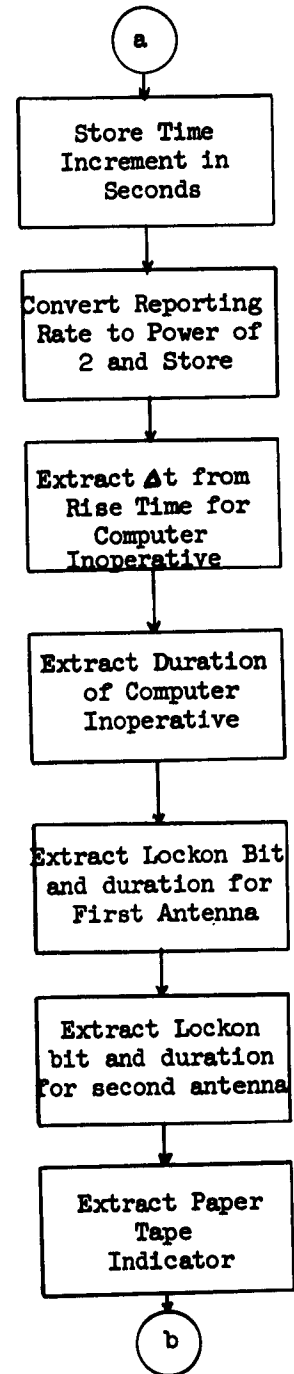 a
Store Time
Increment in
Seconds
Convert Reporting
Rate to Power of
2 and Store
Extract Δt from
Rise Time for
Computer
Inoperative
Extract Duration
of Computer
Inoperative
Extract Lockon Bit
and duration for
First Antenna
Extract Lockon
bit and duration
for second antenna
Extract Paper
Tape
Indicator
b